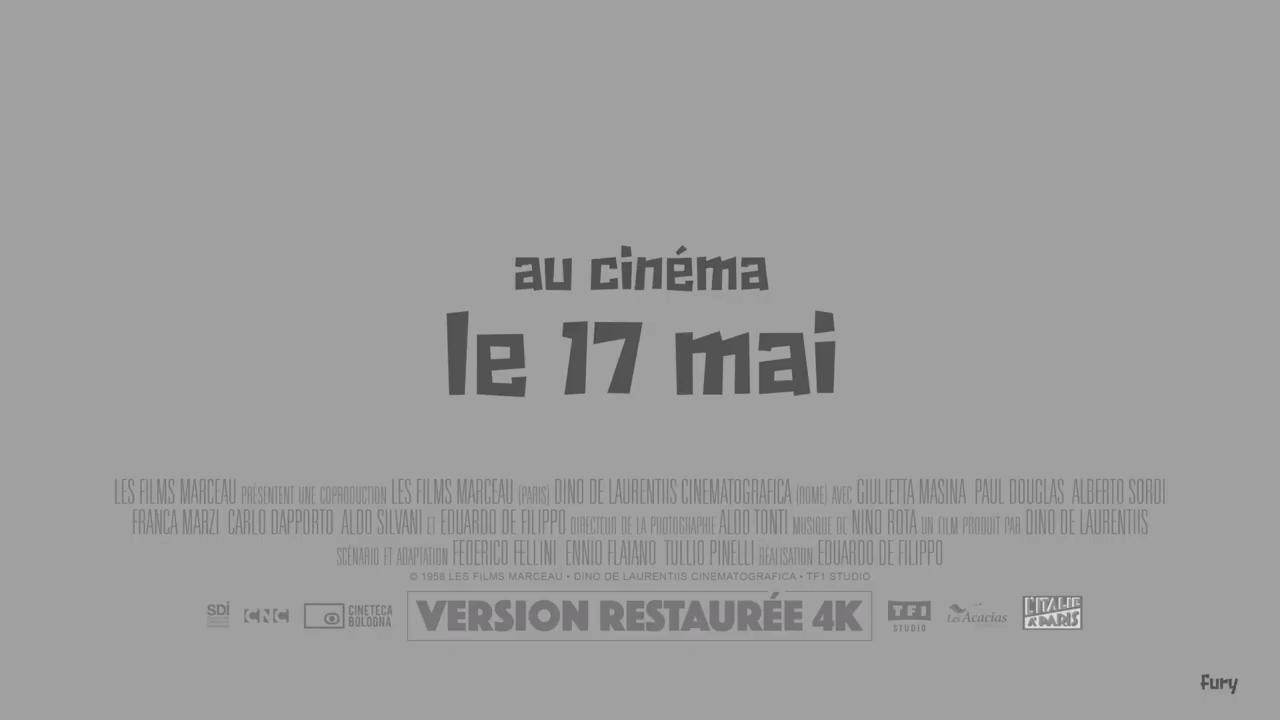 au cinéma
le 17 mai
LES FILMS MARCEAU PRÉSENTENT UNE COPRODUCTION LES FILMS MARCEAU (PARIS) DINO DE LAURENTIIS CINEMATOGRAFICA (ROME) AVEC GIULIETTA MASINA PAUL DOUGLAS ALBERTO SORDI
FRANCA MARZI CARLO DAPPORTO ALDO SILVANI ET EDUARDO DE FILIPPO DIRECTEUR DE LA PHOTOGRAPHIE ALDO TONTI MUSIQUE DE NINO ROTA UN FILM PRODUIT PAR DINO DE LAURENTIIS
SCÉNARIO ET ADAPTATION FEDERICO FELLINI ENNIO FLAIANO TULLIO PINELLI RÉALISATION EDUARDO DE FILIPPO
© 1958 LES FILMS MARCEAU • DINO DE LAURENTIIS CINEMATOGRAFICA • TF1 STUDIO
SDI CNC CINETECA BOLOGNA VERSION RESTAURÉE 4K TF1 STUDIO Les Acacias L'ITALIE À PARIS
Fury